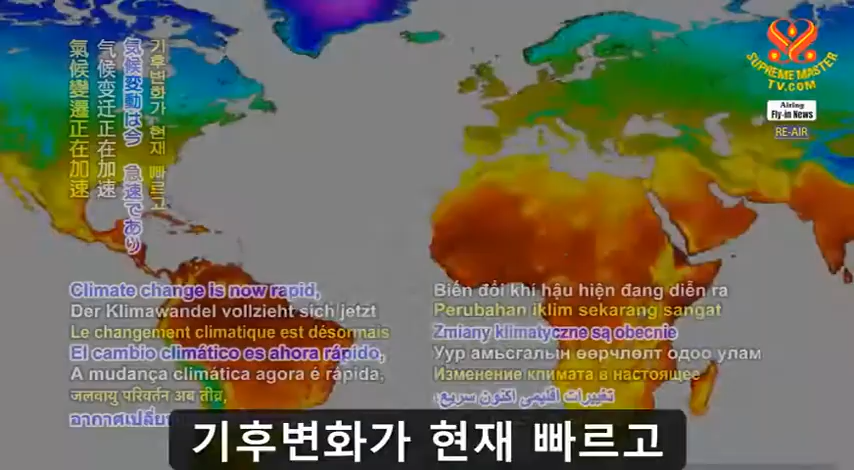 SUPREME MASTER
TV.COM
Airing
Fly-in News
RE-AIR
기후변화가 현재 빠르고
気候変動は今 急速であり
气候变迁正在加速
氣候變遷正在加速
Climate change is now rapid,
Der Klimawandel vollzieht sich jetzt
Le changement climatique est désormais
El cambio climático es ahora rápido,
A mudança climática agora é rápida,
जलवायु परिवर्तन अब तीव्र,
Biến đổi khí hậu hiện đang diễn ra
Perubahan iklim sekarang sangat
Zmiany klimatyczne są obecnie
Уур амьсгалын өөрчлөлт одоо улам
Изменение климата в настоящее
تغییرات اقلیمی اکنون سریع،
기후변화가 현재 빠르고